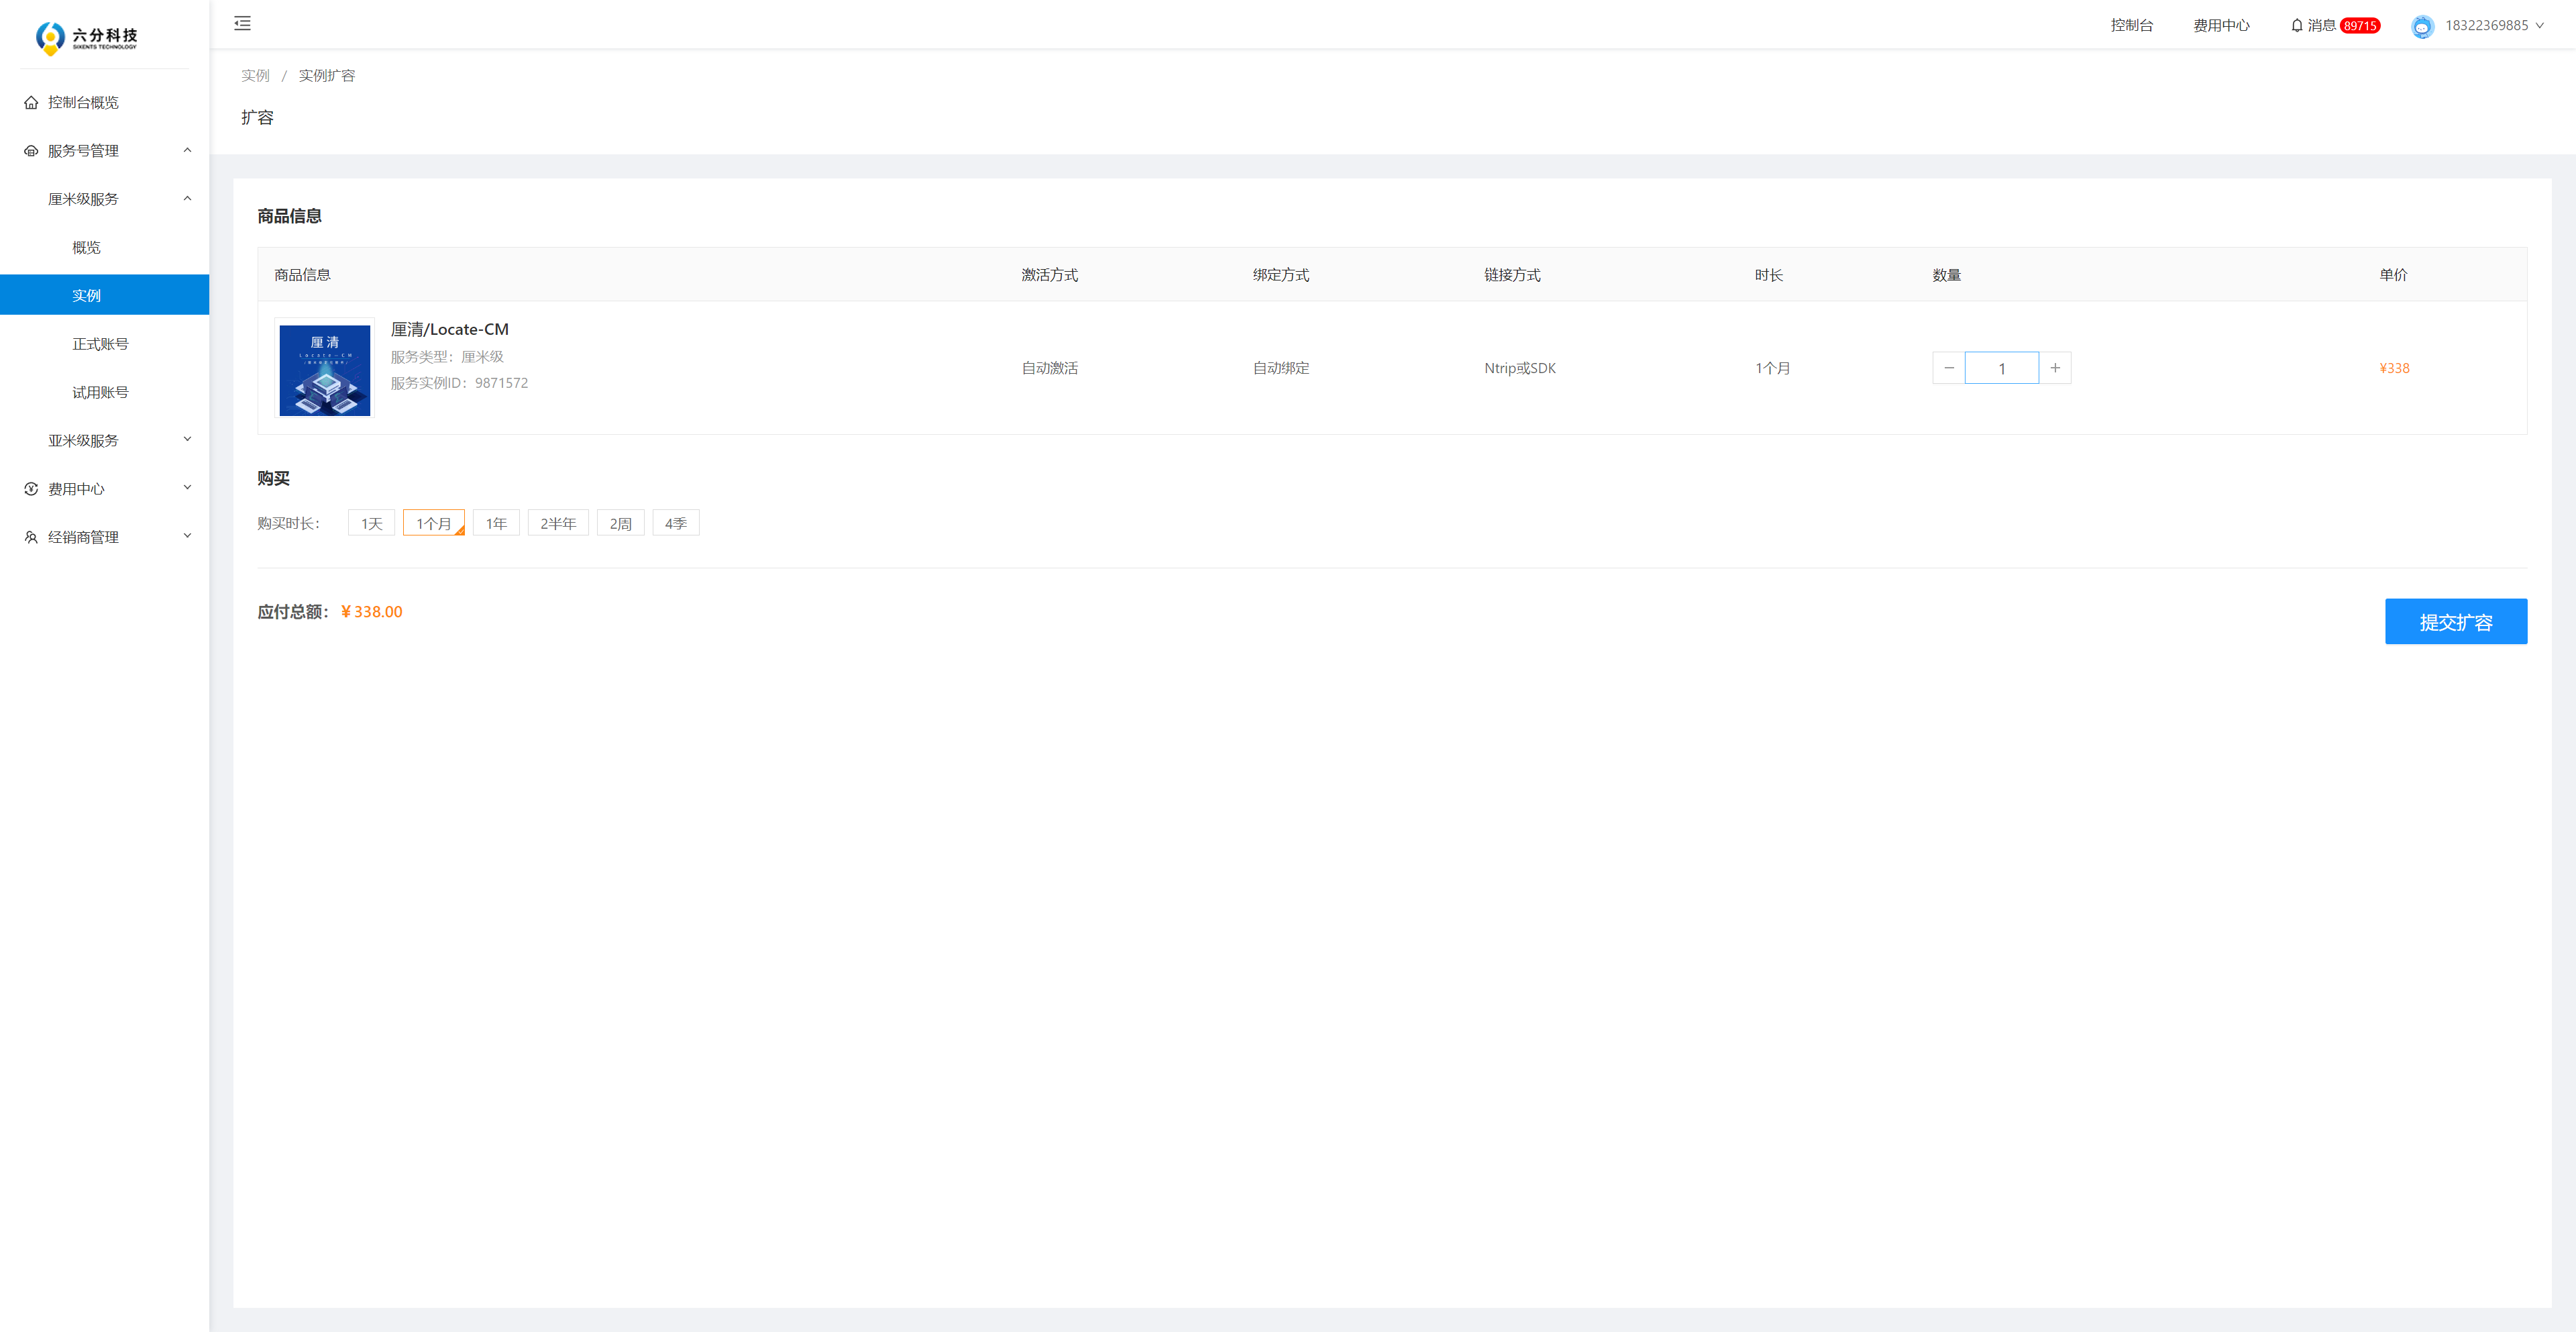 六分科技
SIXENTS TECHNOLOGY
控制台 费用中心 消息 89715 18322369885
控制台概览
服务号管理
厘米级服务
概览
实例
正式账号
试用账号
亚米级服务
费用中心
经销商管理
实例 / 实例扩容
扩容
商品信息
商品信息 激活方式 绑定方式 链接方式 时长 数量 单价
厘清
Locate-CM
厘清/Locate-CM
服务类型：厘米级
服务实例ID：9871572
自动激活 自动绑定 Ntrip或SDK 1个月 − 1 + ¥338
购买
购买时长： 1天 1个月 1年 2半年 2周 4季
应付总额：￥338.00
提交扩容